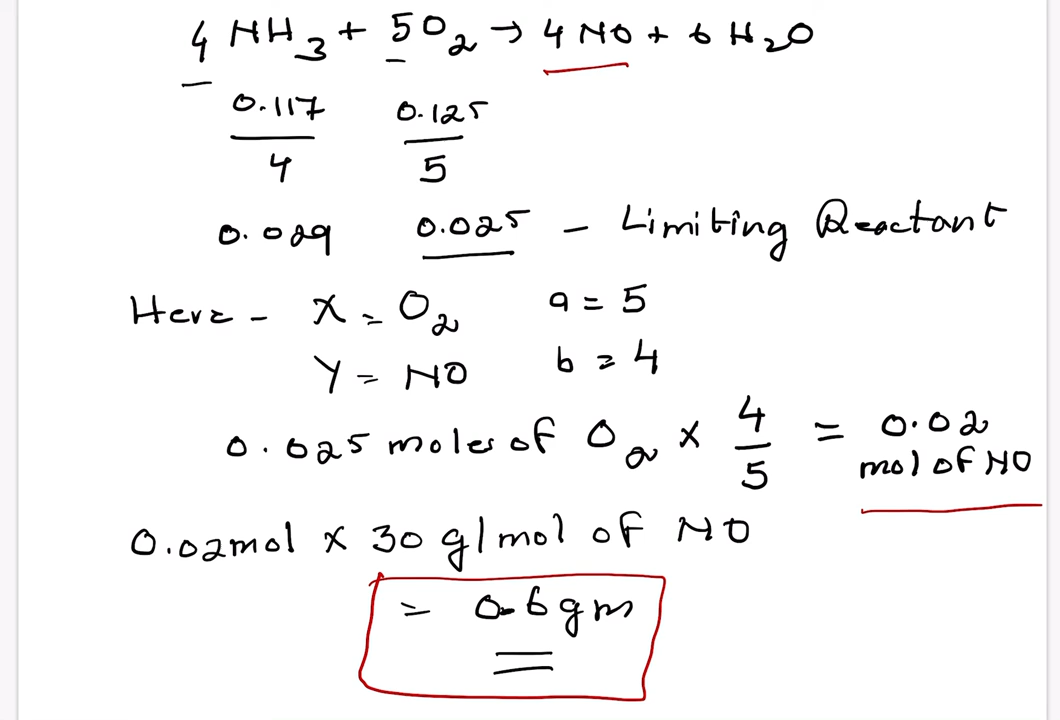 4 NH3 + 5O2 → 4 NO + 6 H2O
0.117 0.125
4 5
0.029 0.025 - Limiting Reactant
Here - X = O2 a = 5
Y = NO b = 4
0.025 moles of O2 × 4/5 = 0.02 mol of NO
0.02mol × 30 g/mol of NO
= 0.6 gm